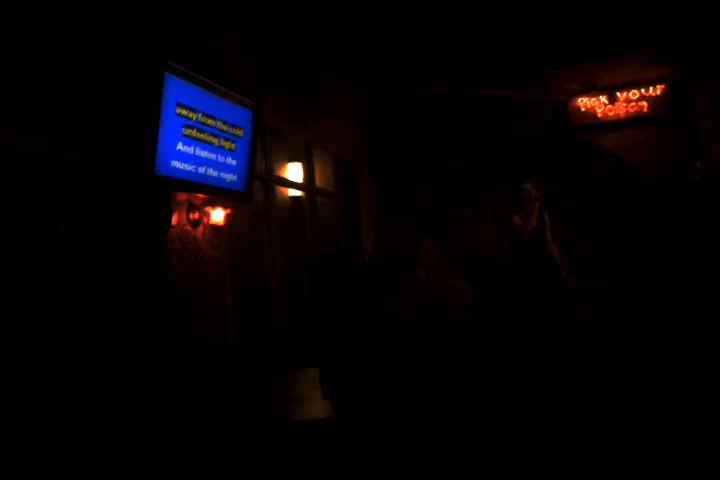 away from the cold
unfeeling light
And listen to the
music of the night
Pick your
Poison